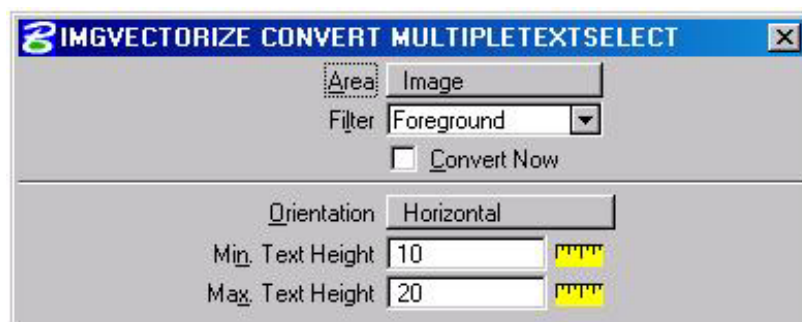 IMGVECTORIZE CONVERT MULTIPLETEXTSELECT
Area Image
Filter Foreground
Convert Now
Orientation Horizontal
Min. Text Height 10
Max. Text Height 20